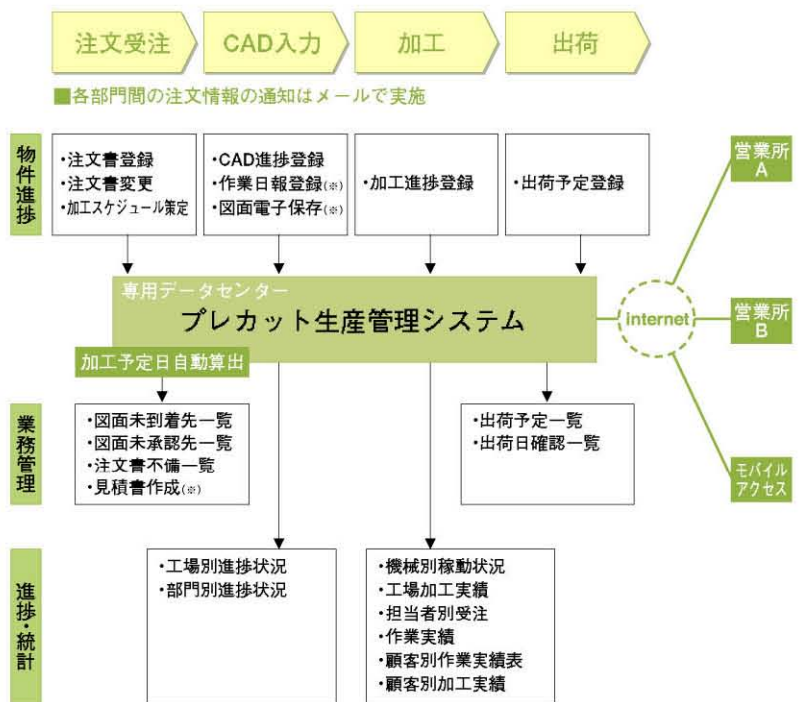 注文受注
CAD入力
加工
出荷
■各部門間の注文情報の通知はメールで実施
物件進捗
・注文書登録
・注文書変更
・加工スケジュール策定
・CAD進捗登録
・作業日報登録(※)
・図面電子保存(※)
・加工進捗登録
・出荷予定登録
営業所
A
専用データセンター
プレカット生産管理システム
internet
営業所
B
加工予定日自動算出
業務管理
・図面未到着先一覧
・図面未承認先一覧
・注文書不備一覧
・見積書作成(※)
・出荷予定一覧
・出荷日確認一覧
モバイル
アクセス
進捗・統計
・工場別進捗状況
・部門別進捗状況
・機械別稼動状況
・工場加工実績
・担当者別受注
・作業実績
・顧客別作業実績表
・顧客別加工実績